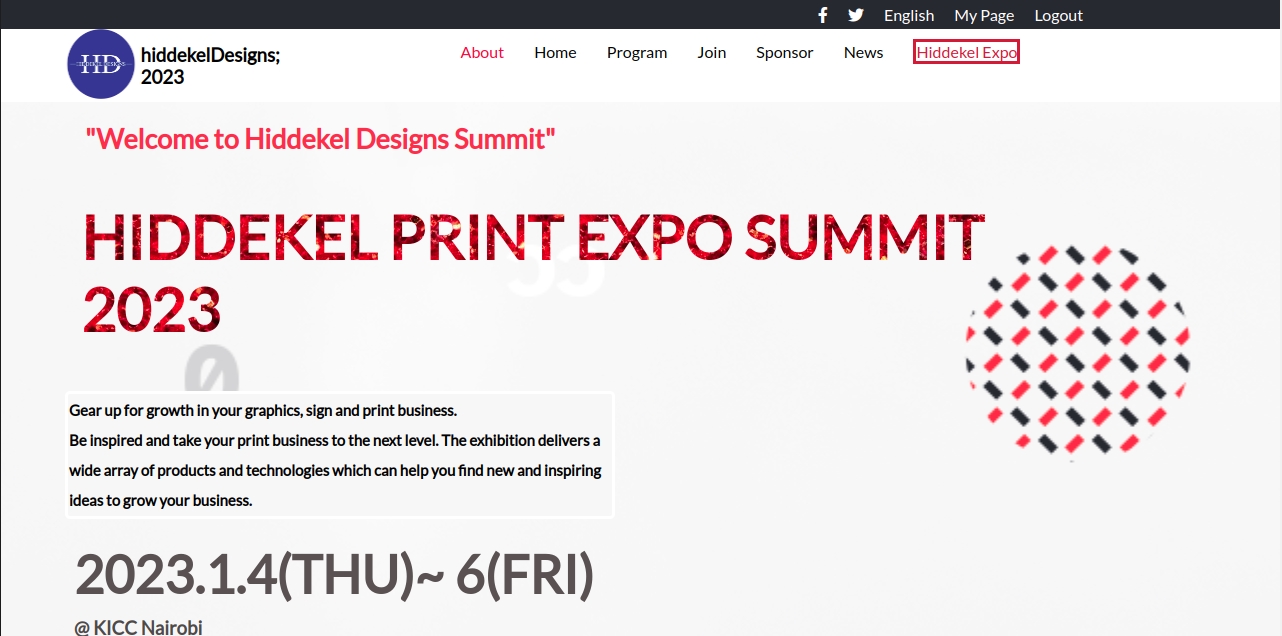 English My Page Logout
HD
HIDDEKEL DESIGNS
hiddekelDesigns;
2023
About Home Program Join Sponsor News Hiddekel Expo
"Welcome to Hiddekel Designs Summit"
HIDDEKEL PRINT EXPO SUMMIT
2023
0
Gear up for growth in your graphics, sign and print business.
Be inspired and take your print business to the next level. The exhibition delivers a
wide array of products and technologies which can help you find new and inspiring
ideas to grow your business.
2023.1.4(THU)~ 6(FRI)
@ KICC Nairobi